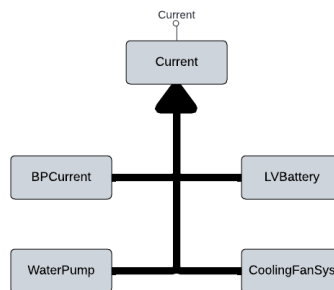 Current
Current
BPCurrent
LVBattery
WaterPump
CoolingFanSys